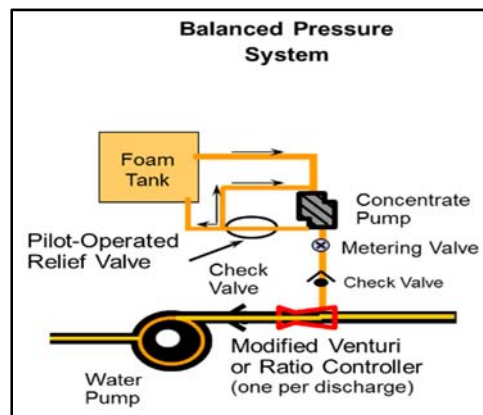 Balanced Pressure
System
Foam
Tank
Concentrate
Pump
Pilot-Operated
Relief Valve
Check
Valve
Metering Valve
Check Valve
Modified Venturi
or Ratio Controller
(one per discharge)
Water
Pump